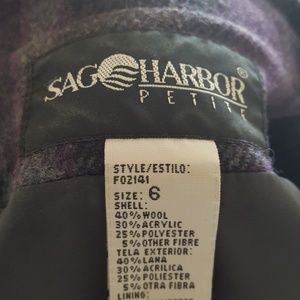 SAG HARBOR®
PETITE
STYLE/ESTILO:
F02141
SIZE: 6
SHELL:
40% WOOL
30% ACRYLIC
25% POLYESTER
5% OTHER FIBRE
TELA EXTERIOR:
40% LANA
30% ACRILICA
25% POLIESTER
5% OTRA FIBRA
LINING: